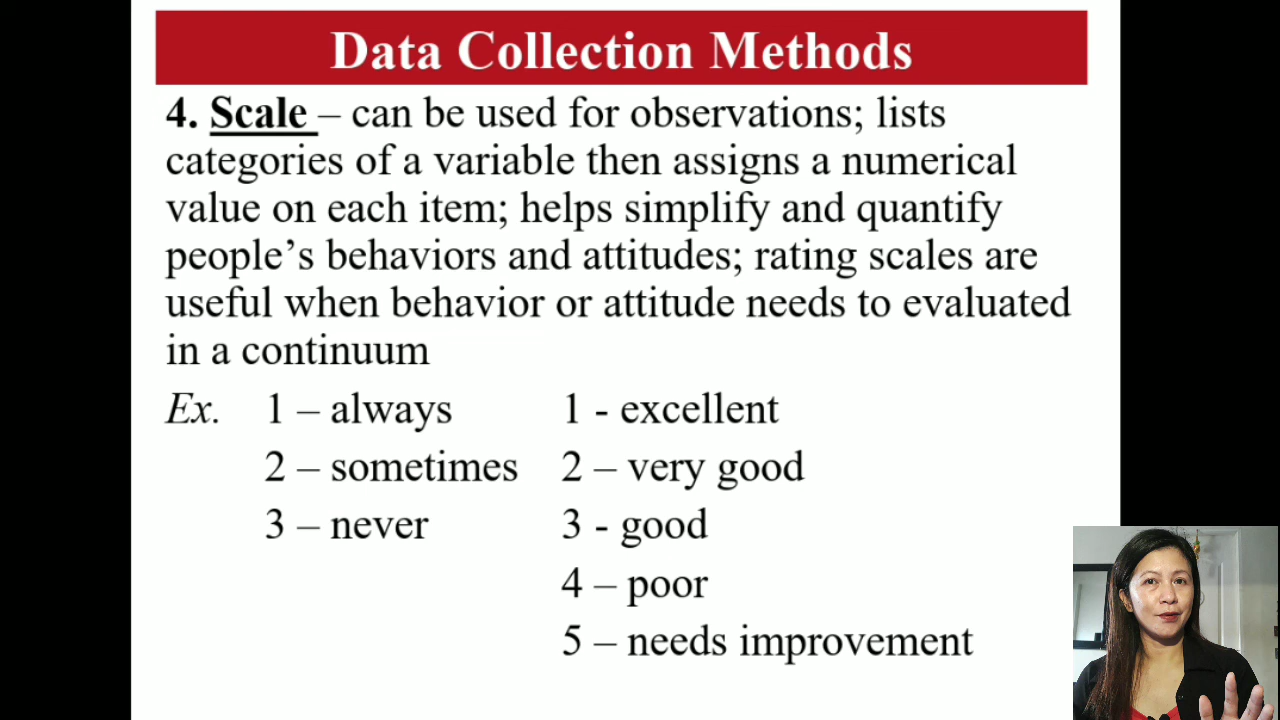 Data Collection Methods
4. Scale – can be used for observations; lists
categories of a variable then assigns a numerical
value on each item; helps simplify and quantify
people’s behaviors and attitudes; rating scales are
useful when behavior or attitude needs to evaluated
in a continuum
Ex. 1 – always 1 - excellent
2 – sometimes 2 – very good
3 – never 3 - good
4 – poor
5 – needs improvement